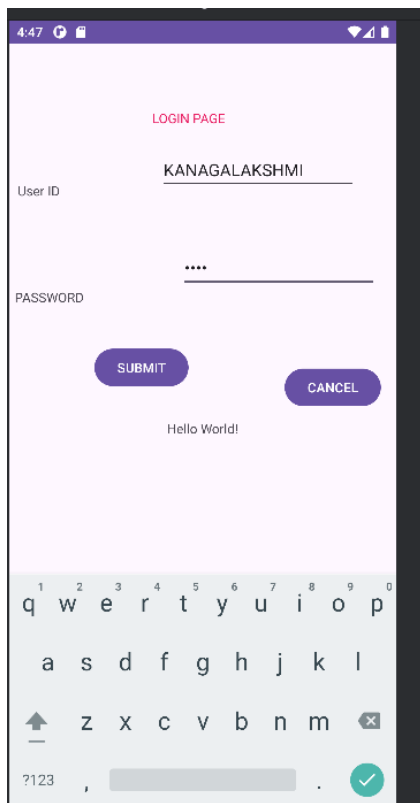 4:47
LOGIN PAGE
KANAGALAKSHMI
User ID
••••
PASSWORD
SUBMIT
CANCEL
Hello World!
1 2 3 4 5 6 7 8 9 0
q w e r t y u i o p
a s d f g h j k l
z x c v b n m
?123 , .